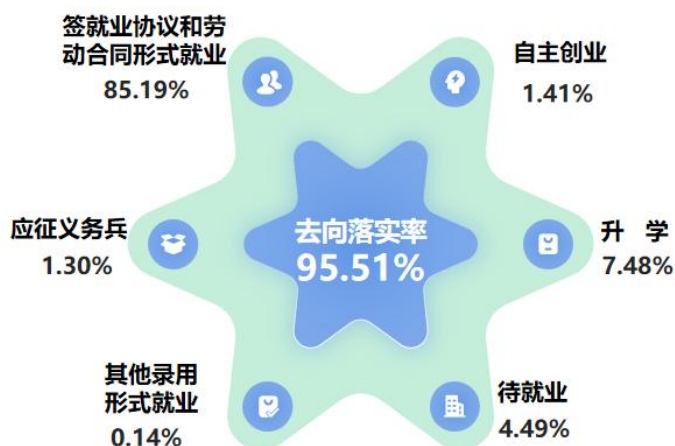 签就业协议和劳
动合同形式就业
85.19%
自主创业
1.41%
应征义务兵
1.30%
去向落实率
95.51%
升 学
7.48%
其他录用
形式就业
0.14%
待就业
4.49%